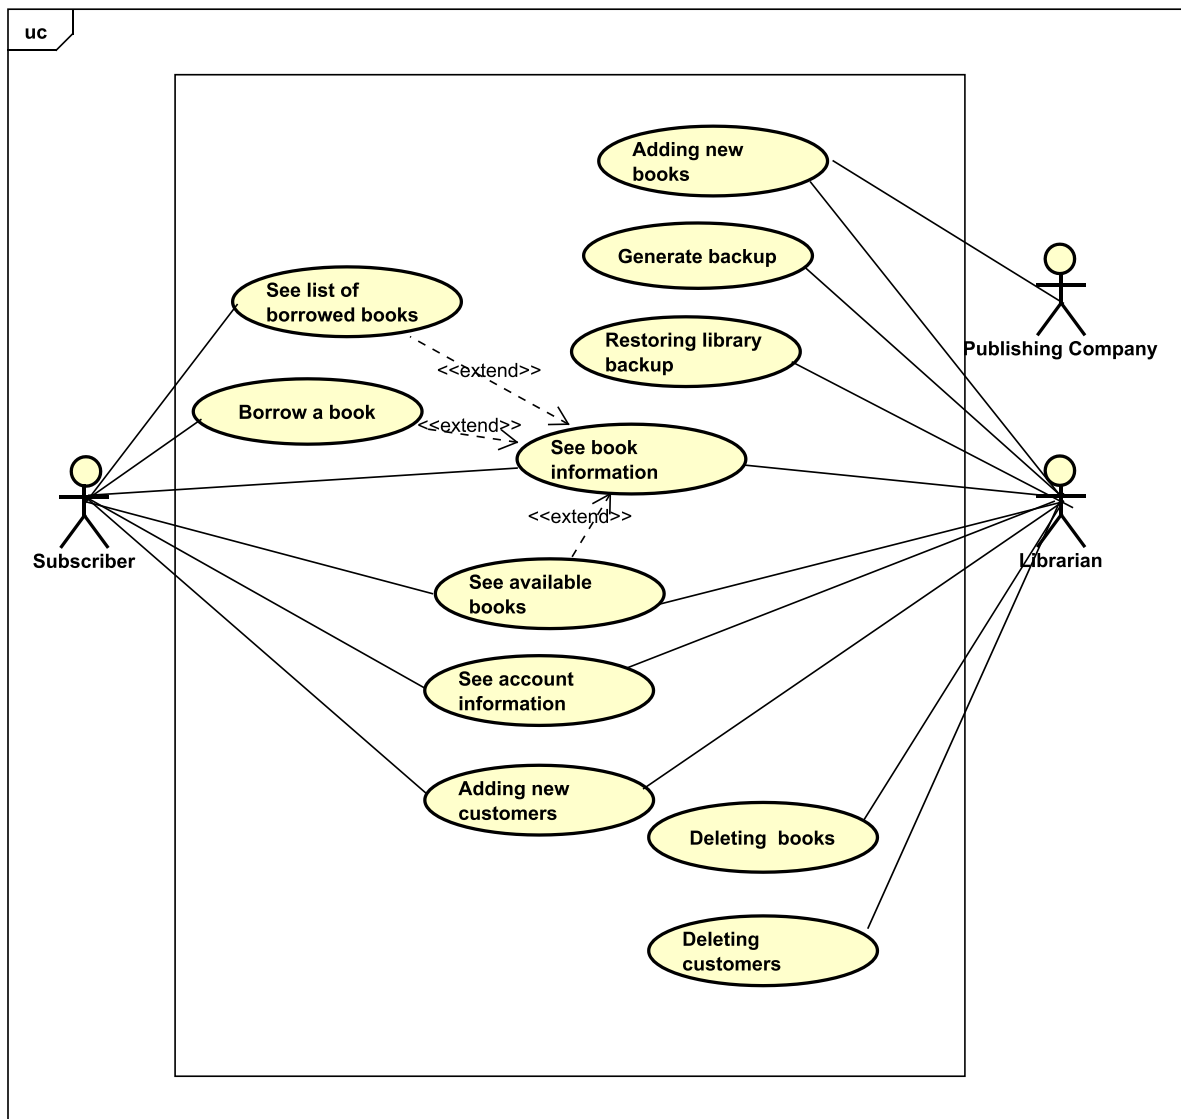 uc
Adding new
books
Generate backup
See list of
borrowed books
Restoring library
backup
Publishing Company
<<extend>>
Borrow a book
<<extend>>
See book
information
<<extend>>
Subscriber
Librarian
See available
books
See account
information
Adding new
customers
Deleting  books
Deleting
customers